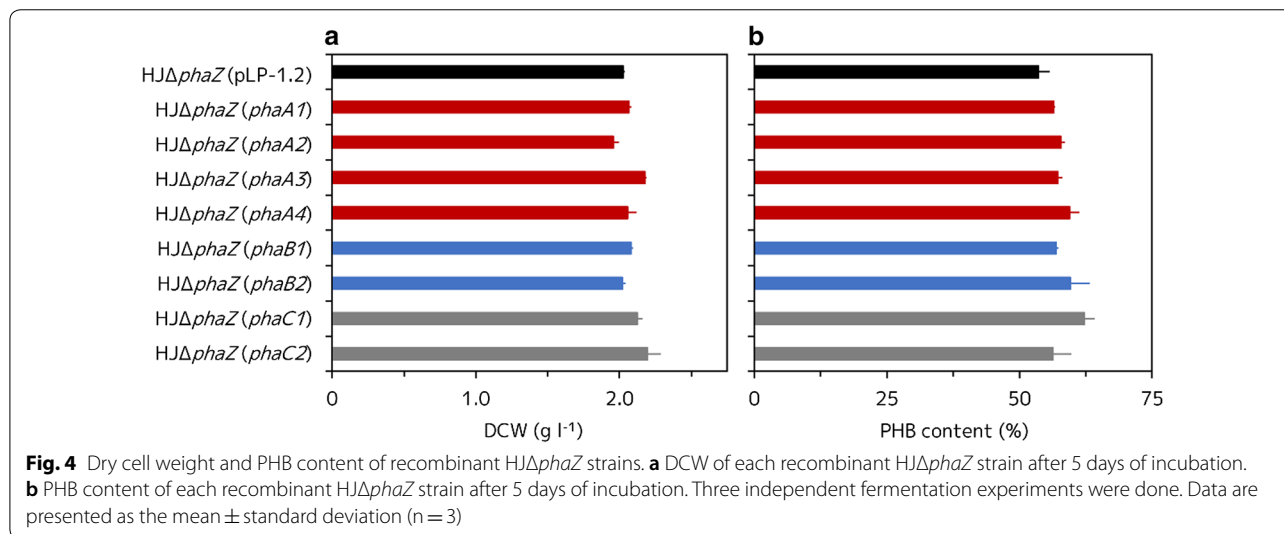 a
b
HJΔphaZ (pLP-1.2)
HJΔphaZ (phaA1)
HJΔphaZ (phaA2)
HJΔphaZ (phaA3)
HJΔphaZ (phaA4)
HJΔphaZ (phaB1)
HJΔphaZ (phaB2)
HJΔphaZ (phaC1)
HJΔphaZ (phaC2)
0 1.0 2.0
DCW (g l⁻¹)
0 25 50 75
PHB content (%)
Fig. 4 Dry cell weight and PHB content of recombinant HJΔphaZ strains. a DCW of each recombinant HJΔphaZ strain after 5 days of incubation.
b PHB content of each recombinant HJΔphaZ strain after 5 days of incubation. Three independent fermentation experiments were done. Data are
presented as the mean ± standard deviation (n = 3)